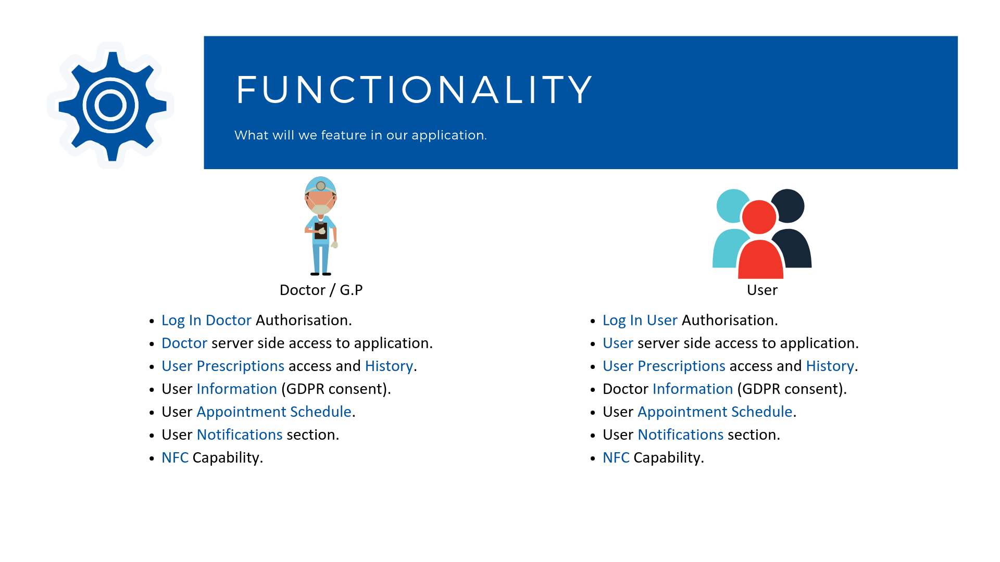 FUNCTIONALITY
What will we feature in our application.
Doctor / G.P
• Log In Doctor Authorisation.
• Doctor server side access to application.
• User Prescriptions access and History.
• User Information (GDPR consent).
• User Appointment Schedule.
• User Notifications section.
• NFC Capability.
User
• Log In User Authorisation.
• User server side access to application.
• User Prescriptions access and History.
• Doctor Information (GDPR consent).
• User Appointment Schedule.
• User Notifications section.
• NFC Capability.